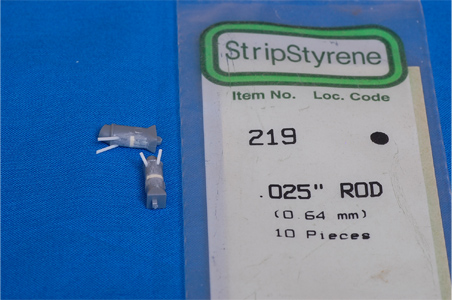 StripStyrene
Item No. Loc. Code
219
.025" ROD
(0.64 mm)
10 Pieces